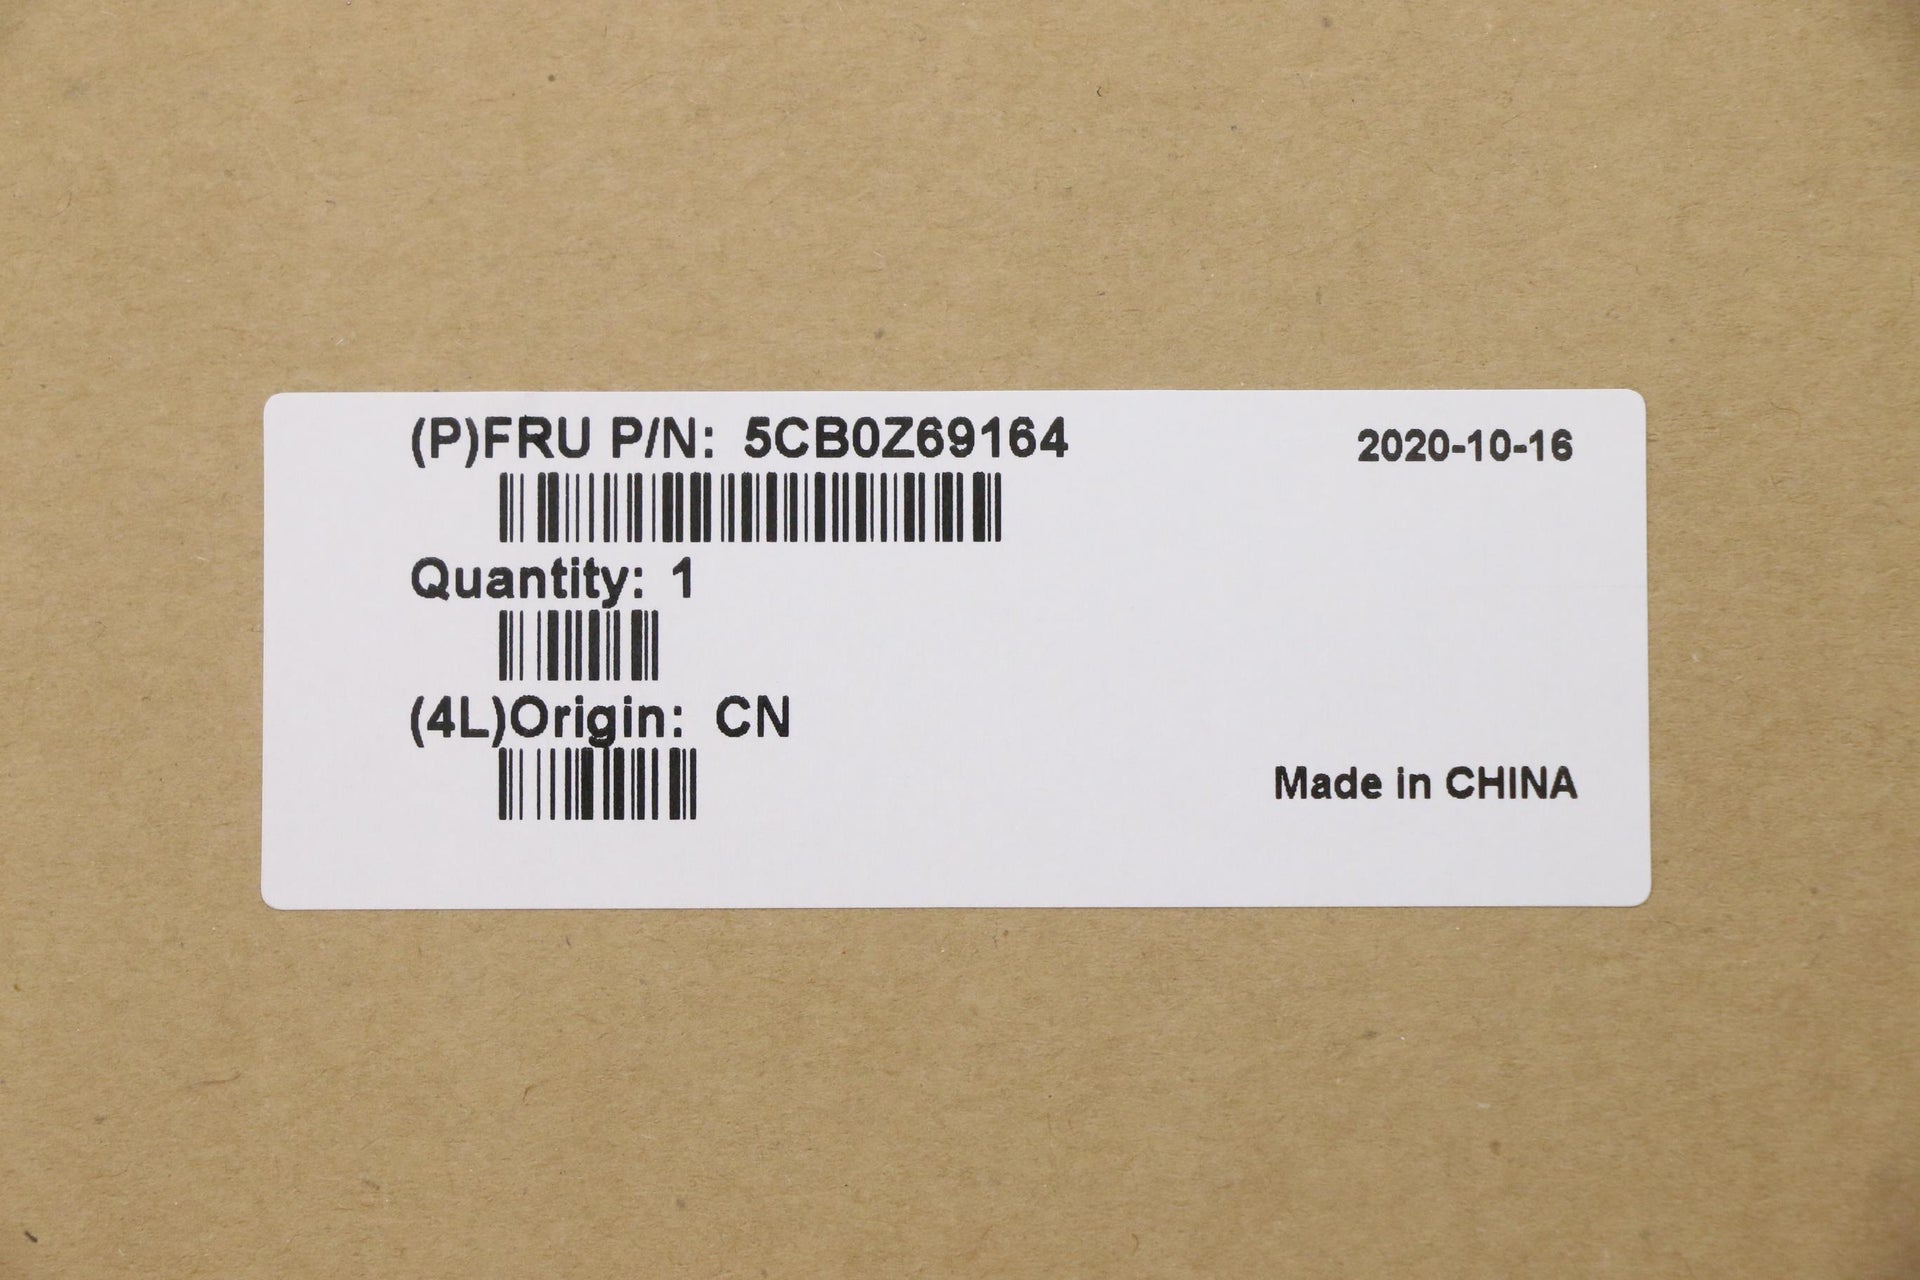 (P)FRU P/N: 5CB0Z69164
2020-10-16
Quantity: 1
(4L)Origin: CN
Made in CHINA